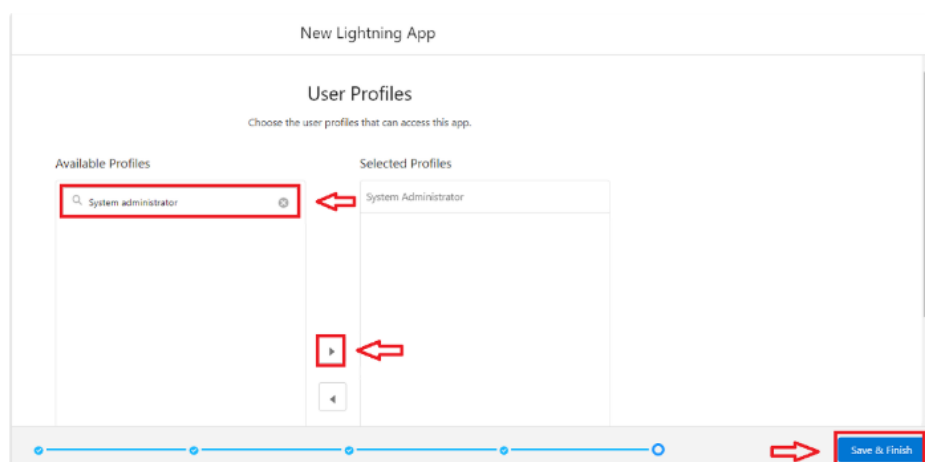 New Lightning App
User Profiles
Choose the user profiles that can access this app.
Available Profiles
Selected Profiles
System administrator
System Administrator
Save & Finish